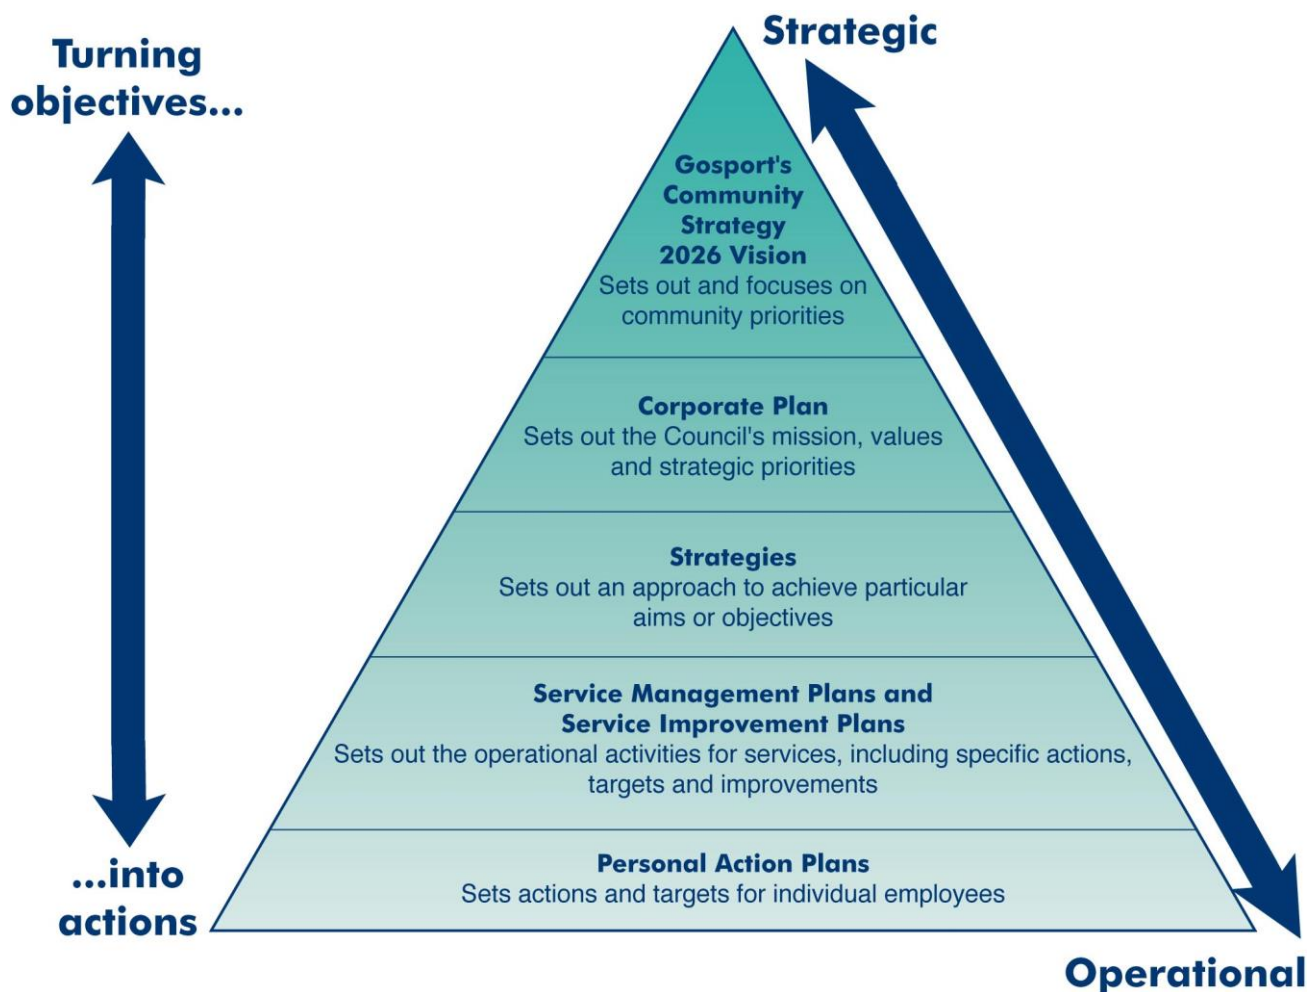 Turning
objectives...
Strategic
Gosport's
Community
Strategy
2026 Vision
Sets out and focuses on
community priorities
Corporate Plan
Sets out the Council's mission, values
and strategic priorities
Strategies
Sets out an approach to achieve particular
aims or objectives
Service Management Plans and
Service Improvement Plans
Sets out the operational activities for services, including specific actions,
targets and improvements
Personal Action Plans
Sets actions and targets for individual employees
...into
actions
Operational